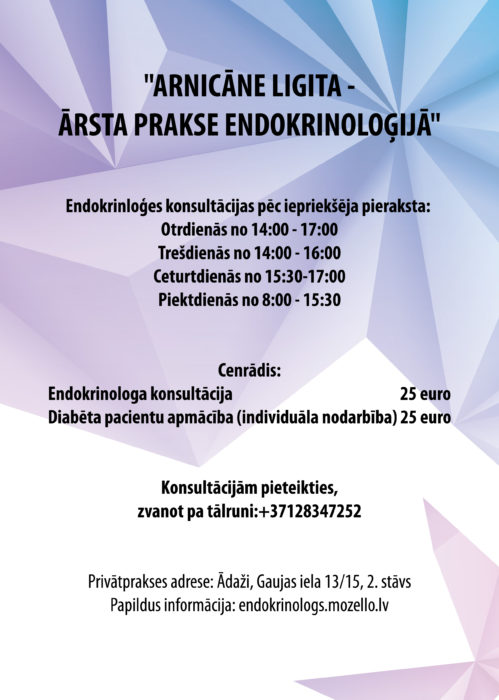 "ARNICĀNE LIGITA -
ĀRSTA PRAKSE ENDOKRINOLOĢIJĀ"
Endokrinloģes konsultācijas pēc iepriekšēja pieraksta:
Otrdienās no 14:00 - 17:00
Trešdienās no 14:00 - 16:00
Ceturtdienās no 15:30-17:00
Piektdienās no 8:00 - 15:30
Cenrādis:
Endokrinologa konsultācija 25 euro
Diabēta pacientu apmācība (individuāla nodarbība) 25 euro
Konsultācijām pieteikties,
zvanot pa tālruni:+37128347252
Privātprakses adrese: Ādaži, Gaujas iela 13/15, 2. stāvs
Papildus informācija: endokrinologs.mozello.lv